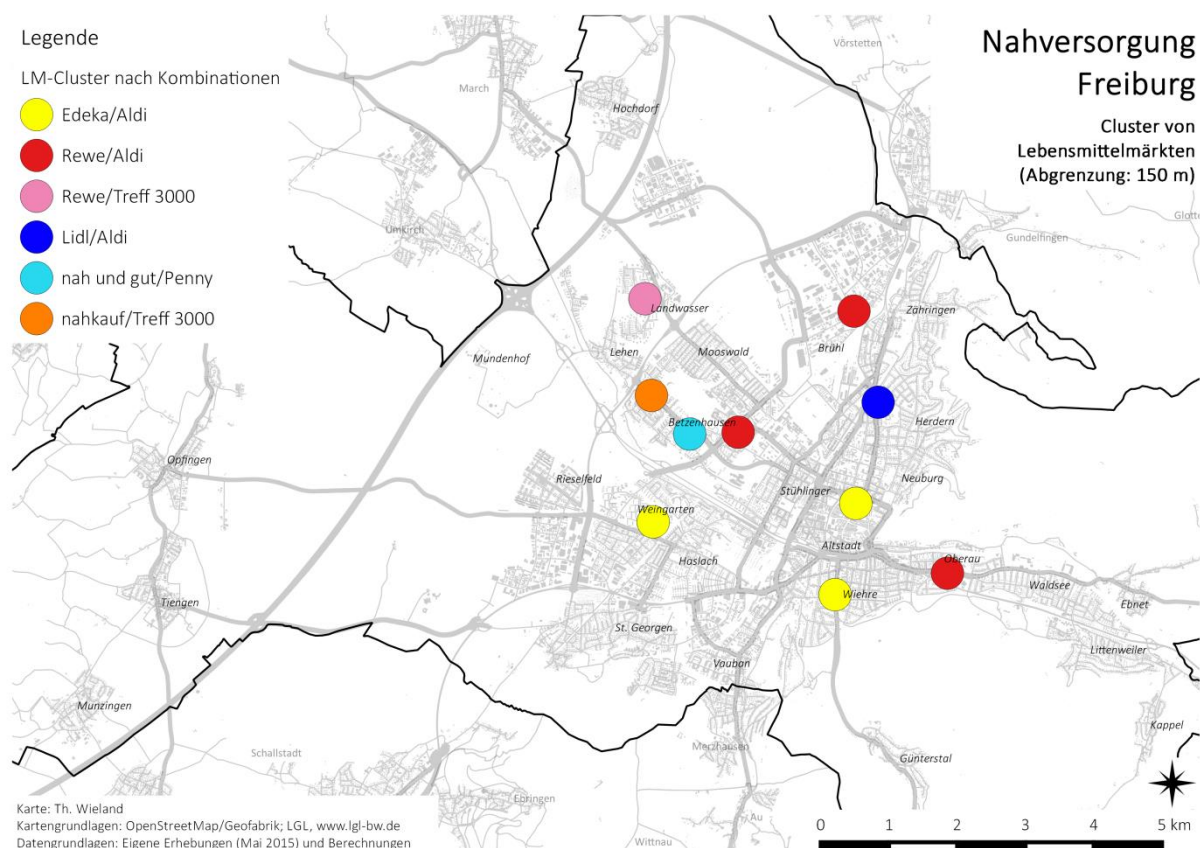 Legende
LM-Cluster nach Kombinationen
Edeka/Aldi
Rewe/Aldi
Rewe/Treff 3000
Lidl/Aldi
nah und gut/Penny
nahkauf/Treff 3000
Nahversorgung
Freiburg
Cluster von
Lebensmittelmärkten
(Abgrenzung: 150 m)
Vörstetten
March
Hochdorf
Glotte
Umkirch
Gundelfingen
Landwasser
Zähringen
Lehen
Mooswald
Brühl
Mundenhof
Betzenhausen
Herdern
Opfingen
Rieselfeld
Stühlinger
Neuburg
Weingarten
Altstadt
Haslach
Oberau
Waldsee
Wiehre
Ebnet
Tiengen
St. Georgen
Littenweiler
Vauban
Munzingen
Kappel
Schallstadt
Merzhausen
Günterstal
Ebringen
Au
Wittnau
Karte: Th. Wieland
Kartengrundlagen: OpenStreetMap/Geofabrik; LGL, www.lgl-bw.de
Datengrundlagen: Eigene Erhebungen (Mai 2015) und Berechnungen
0 1 2 3 4 5 km